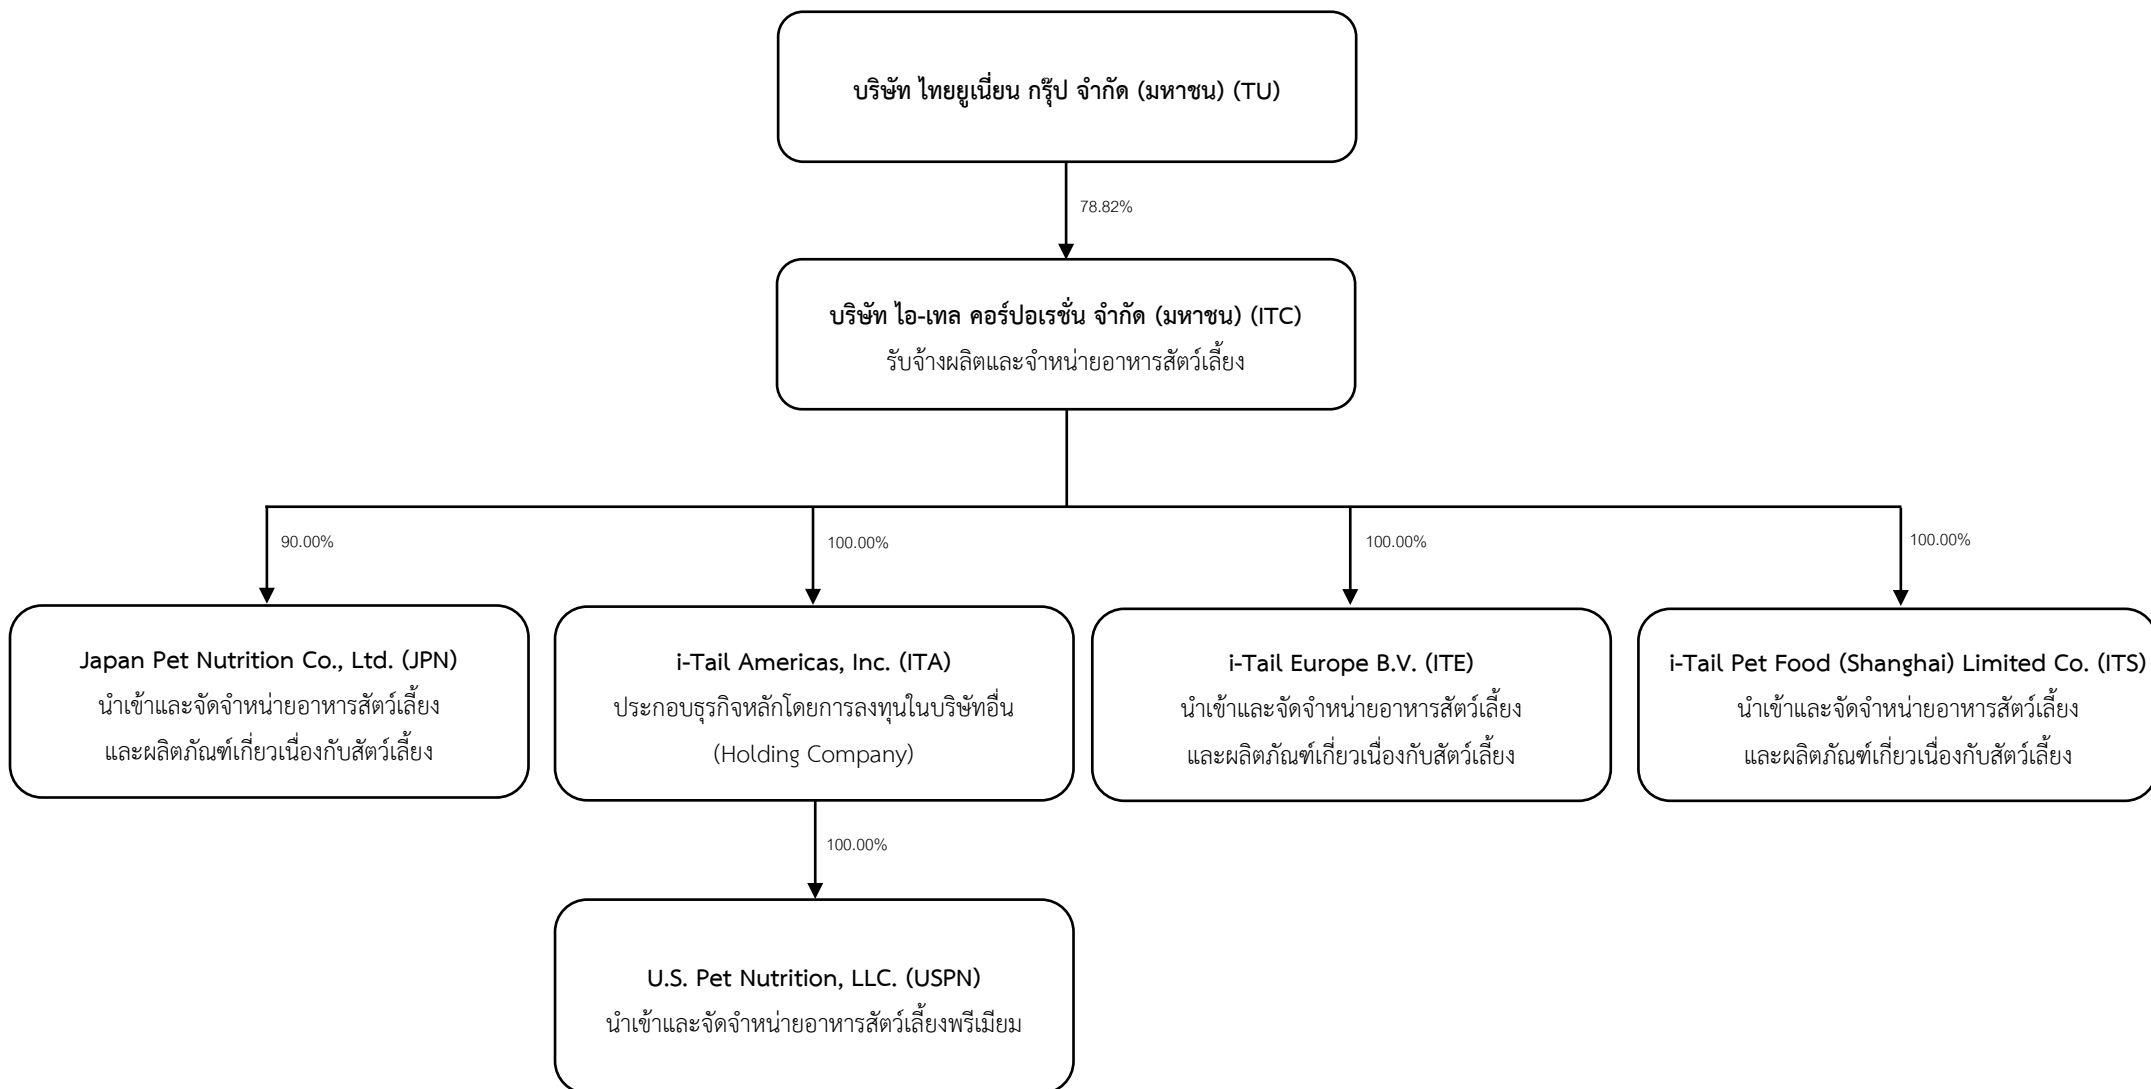 บริษัท ไทยยูเนี่ยน กรุ๊ป จำกัด (มหาชน) (TU)
78.82%
บริษัท ไอ-เทล คอร์ปอเรชั่น จำกัด (มหาชน) (ITC)
รับจ้างผลิตและจำหน่ายอาหารสัตว์เลี้ยง
90.00%
100.00%
100.00%
100.00%
Japan Pet Nutrition Co., Ltd. (JPN)
นำเข้าและจัดจำหน่ายอาหารสัตว์เลี้ยง
และผลิตภัณฑ์เกี่ยวเนื่องกับสัตว์เลี้ยง
i-Tail Americas, Inc. (ITA)
ประกอบธุรกิจหลักโดยการลงทุนในบริษัทอื่น
(Holding Company)
i-Tail Europe B.V. (ITE)
นำเข้าและจัดจำหน่ายอาหารสัตว์เลี้ยง
และผลิตภัณฑ์เกี่ยวเนื่องกับสัตว์เลี้ยง
i-Tail Pet Food (Shanghai) Limited Co. (ITS)
นำเข้าและจัดจำหน่ายอาหารสัตว์เลี้ยง
และผลิตภัณฑ์เกี่ยวเนื่องกับสัตว์เลี้ยง
100.00%
U.S. Pet Nutrition, LLC. (USPN)
นำเข้าและจัดจำหน่ายอาหารสัตว์เลี้ยงพรีเมียม